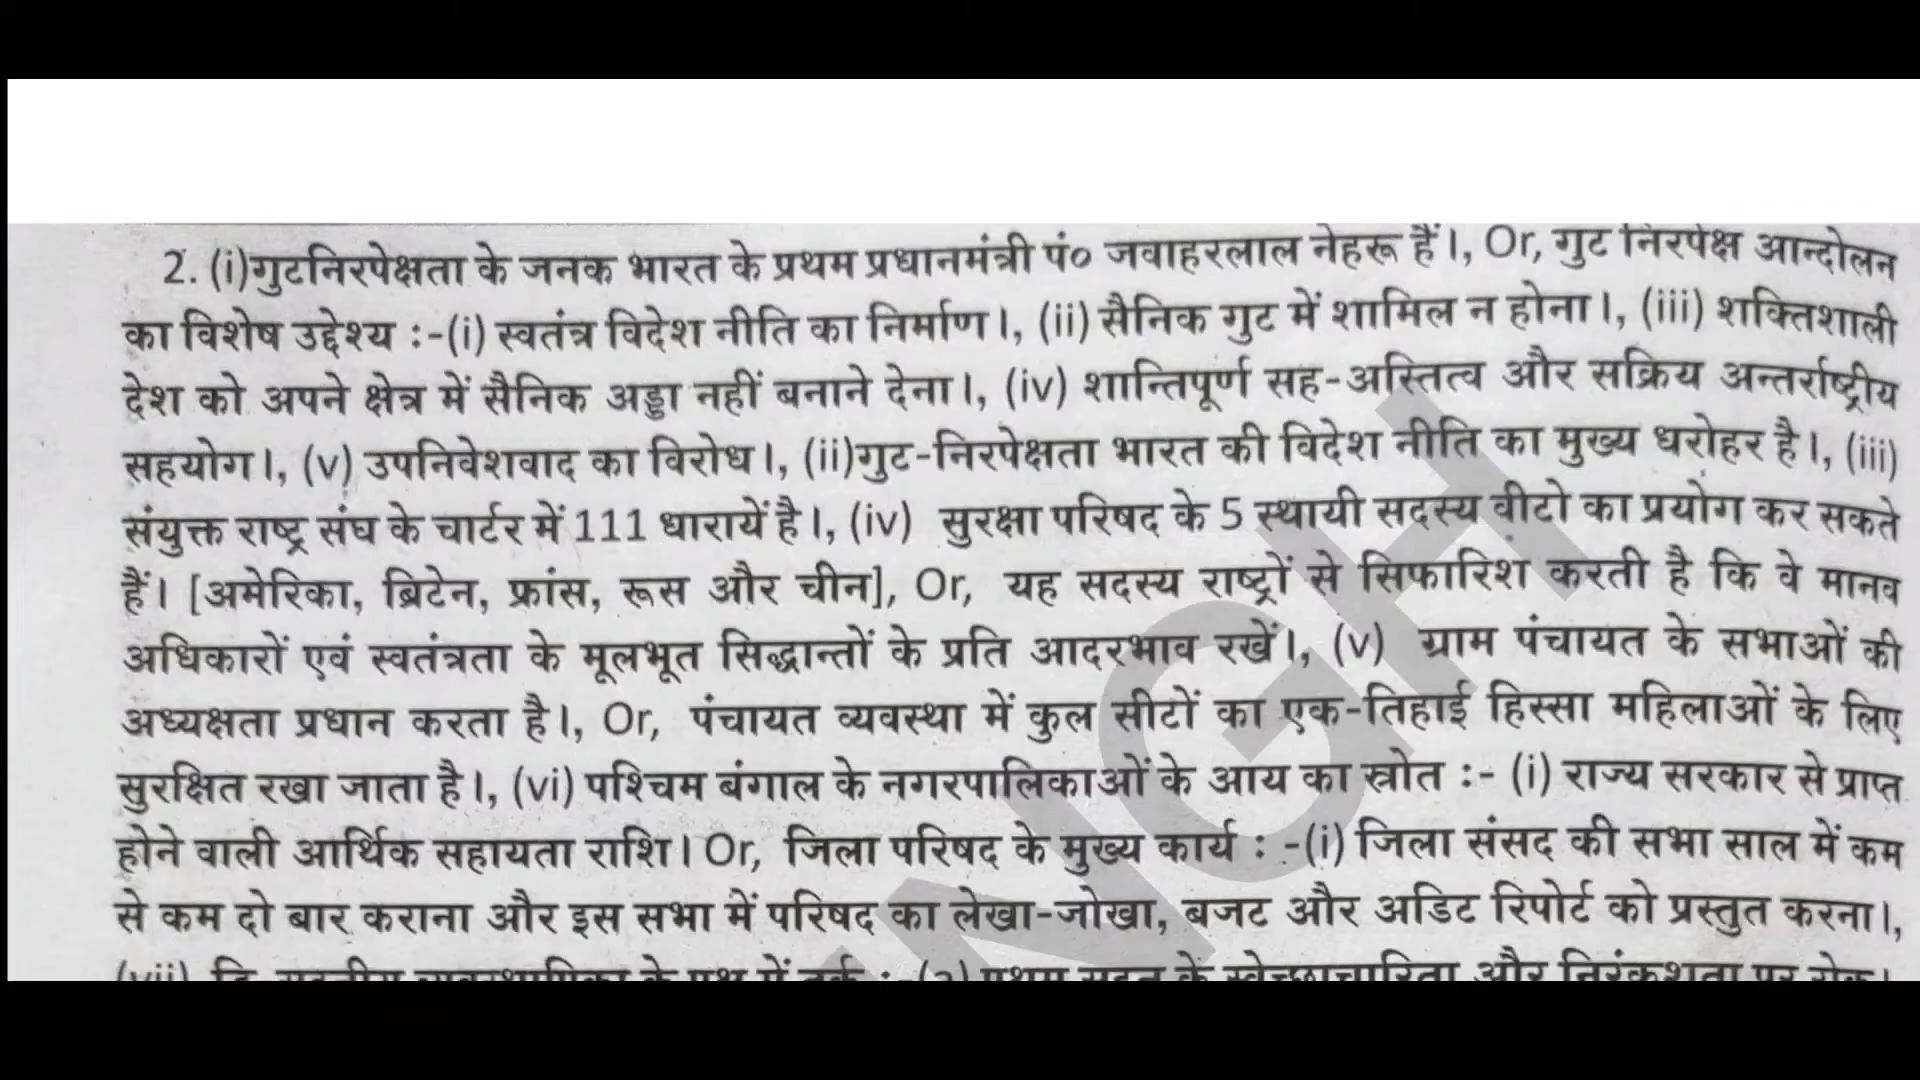 2. (i)गुटनिरपेक्षता के जनक भारत के प्रथम प्रधानमंत्री पं० जवाहरलाल नेहरू हैं।, Or, गुट निरपेक्ष आन्दोलन
का विशेष उद्देश्य :-(i) स्वतंत्र विदेश नीति का निर्माण।, (ii) सैनिक गुट में शामिल न होना।, (iii) शक्तिशाली
देश को अपने क्षेत्र में सैनिक अड्डा नहीं बनाने देना।, (iv) शान्तिपूर्ण सह-अस्तित्व और सक्रिय अन्तर्राष्ट्रीय
सहयोग।, (v) उपनिवेशवाद का विरोध।, (ii)गुट-निरपेक्षता भारत की विदेश नीति का मुख्य धरोहर है।, (iii)
संयुक्त राष्ट्र संघ के चार्टर में 111 धारायें है।, (iv) सुरक्षा परिषद के 5 स्थायी सदस्य वीटो का प्रयोग कर सकते
हैं। [अमेरिका, ब्रिटेन, फ्रांस, रूस और चीन], Or, यह सदस्य राष्ट्रों से सिफारिश करती है कि वे मानव
अधिकारों एवं स्वतंत्रता के मूलभूत सिद्धान्तों के प्रति आदरभाव रखें।, (v) ग्राम पंचायत के सभाओं की
अध्यक्षता प्रधान करता है।, Or, पंचायत व्यवस्था में कुल सीटों का एक-तिहाई हिस्सा महिलाओं के लिए
सुरक्षित रखा जाता है।, (vi) पश्चिम बंगाल के नगरपालिकाओं के आय का स्रोत :- (i) राज्य सरकार से प्राप्त
होने वाली आर्थिक सहायता राशि। Or, जिला परिषद के मुख्य कार्य : -(i) जिला संसद की सभा साल में कम
से कम दो बार कराना और इस सभा में परिषद का लेखा-जोखा, बजट और अडिट रिपोर्ट को प्रस्तुत करना।,